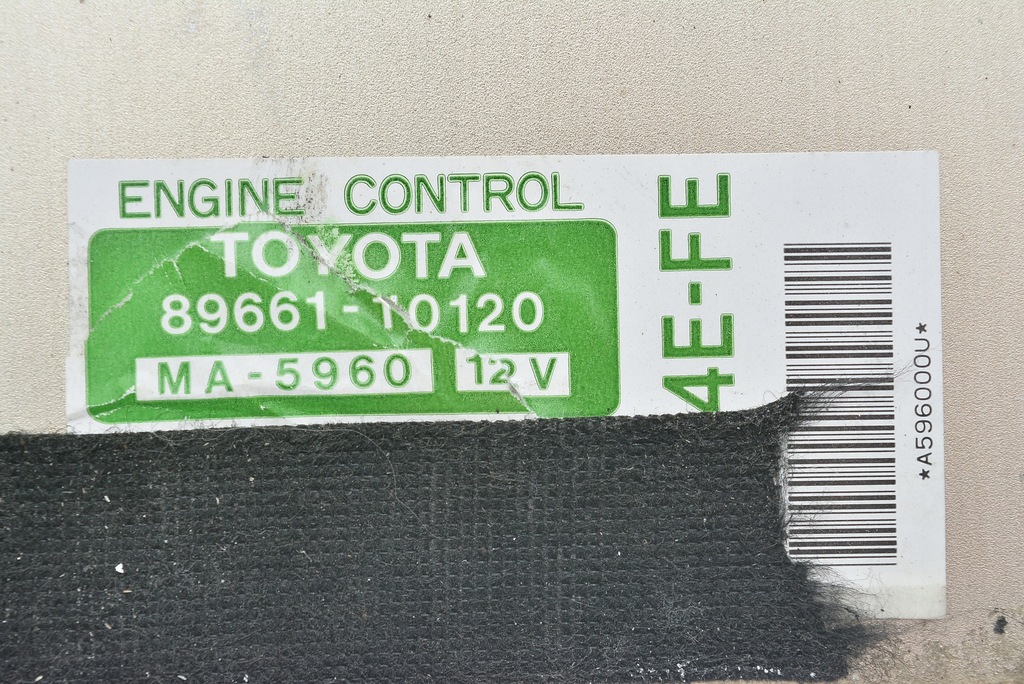 ENGINE CONTROL
TOYOTA
89661-10120
MA-5960 12V
4E-FE
*A596000U*